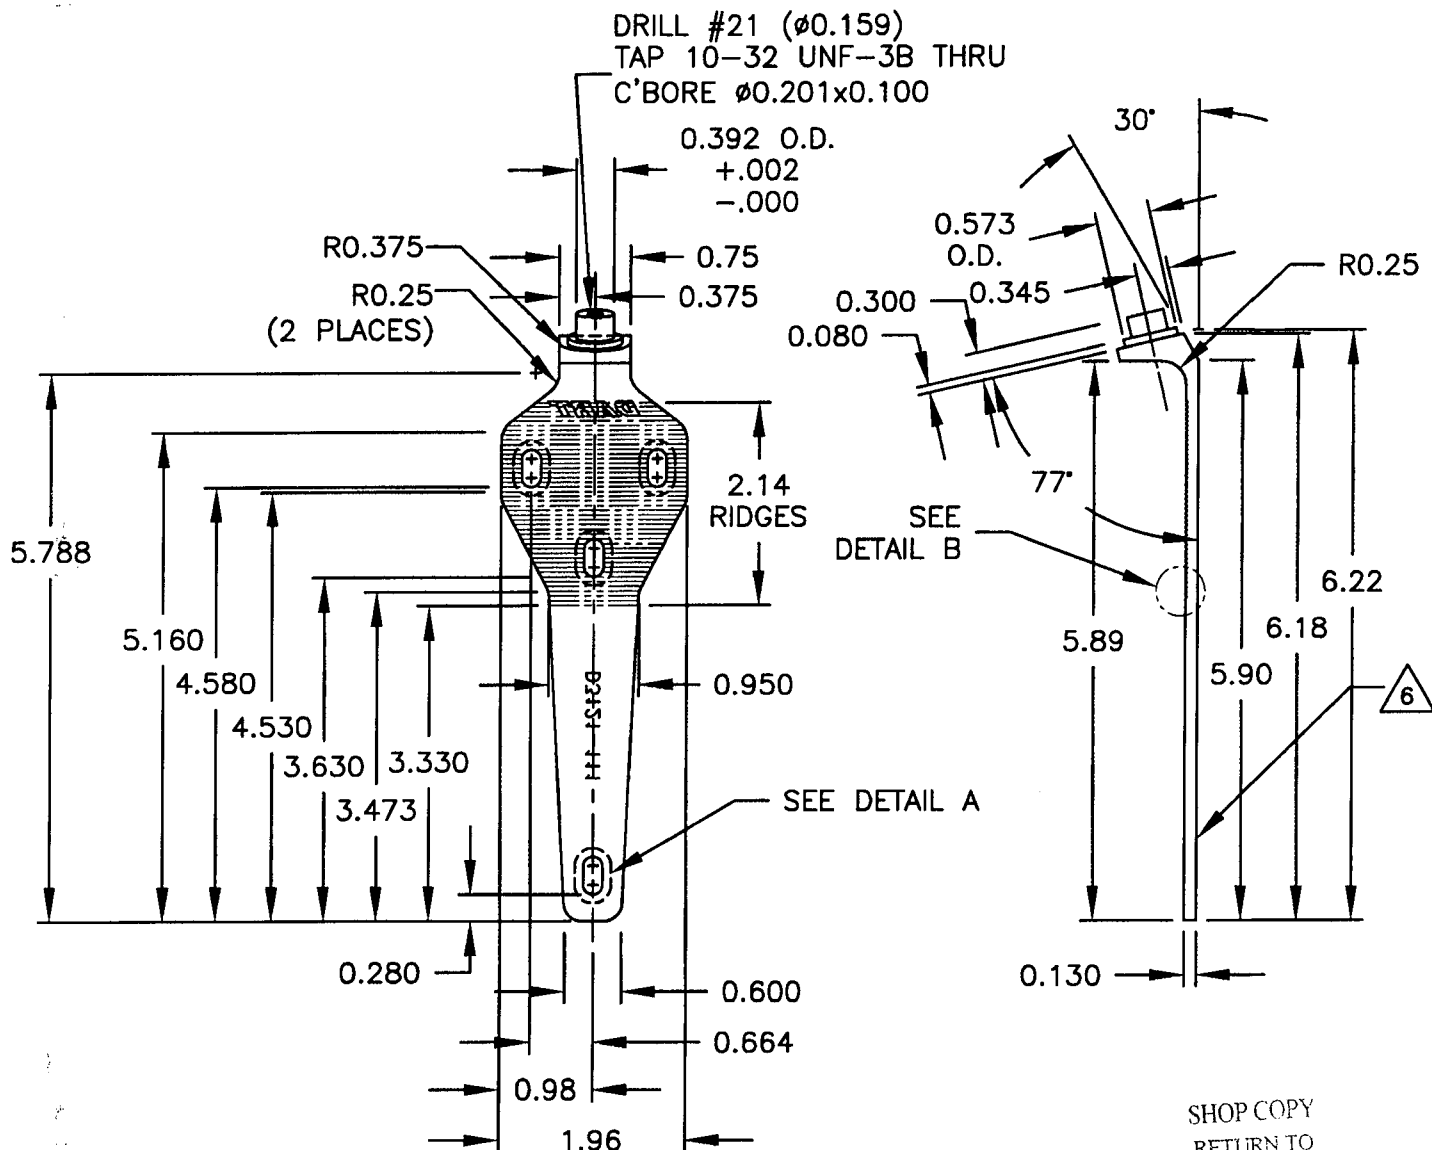 DRILL #21 (ø0.159)
TAP 10-32 UNF-3B THRU
C'BORE ø0.201x0.100
0.392 O.D.
+.002
-.000
R0.375
R0.25
(2 PLACES)
0.75
0.375
30°
0.573
O.D.
0.345
0.300
0.080
R0.25
2.14
RIDGES
77°
SEE
DETAIL B
5.788
5.160
4.580
4.530
3.630
3.473
3.330
0.950
SEE DETAIL A
5.89
5.90
6.18
6.22
6
0.280
0.600
0.664
0.98
1.96
0.130
SHOP COPY
RETURN TO